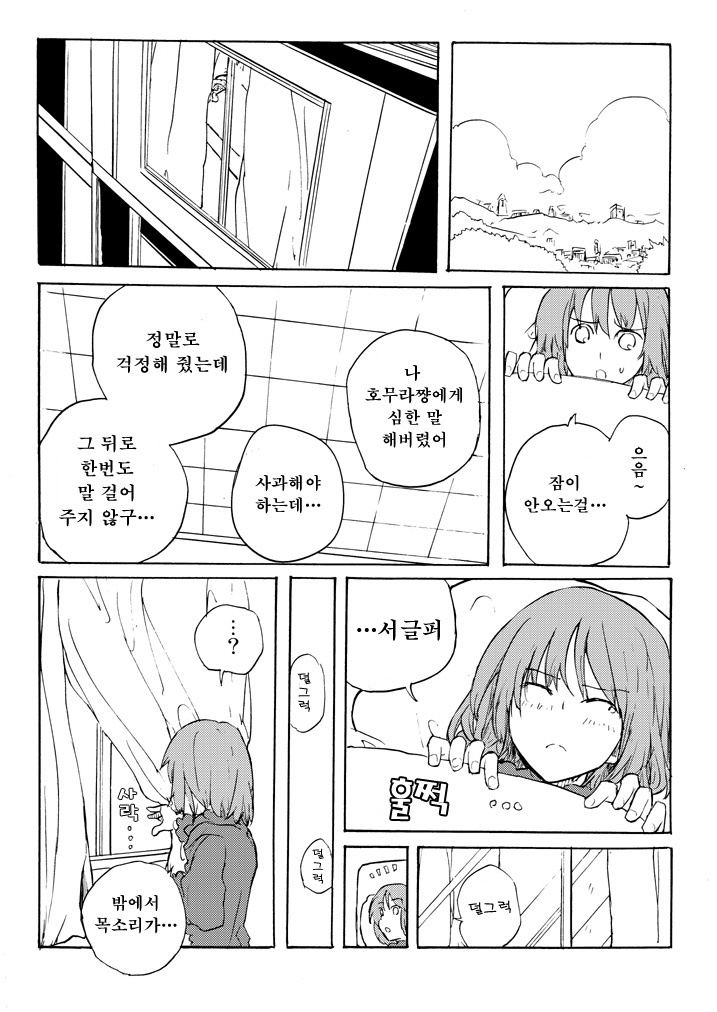 으음
~
잠이
안오는걸…
나
호무라쨩에게
심한 말
해버렸어
사과해야
하는데…
정말로
걱정해 줬는데
그 뒤로
한번도
말 걸어
주지 않구…
…서글퍼
훌쩍
덜그럭
덜
그
럭
덜
그
럭
…?
사
락
…
밖에서
목소리가…